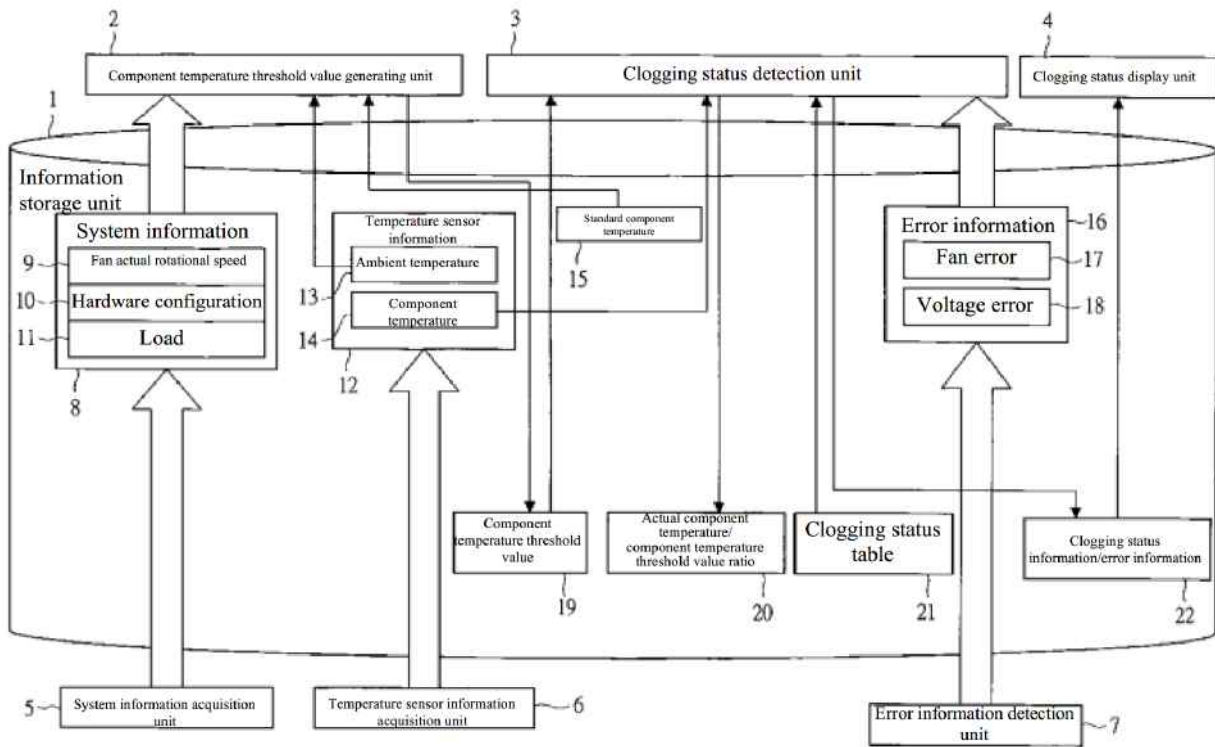 2
3
4
Component temperature threshold value generating unit
Clogging status detection unit
Clogging status display unit
1
Information
storage unit
System information
9
Fan actual rotational speed
10
Hardware configuration
11
Load
8
Temperature sensor
information
Ambient temperature
13
Component
temperature
14
12
Standard component
temperature
15
Error information
16
Fan error
17
Voltage error
18
Component
temperature threshold
value
19
Actual component
temperature/
component temperature
threshold value ratio
20
Clogging status
table
21
Clogging status
information/error information
22
5
System information acquisition
unit
Temperature sensor information
acquisition unit
6
Error information detection
unit
7